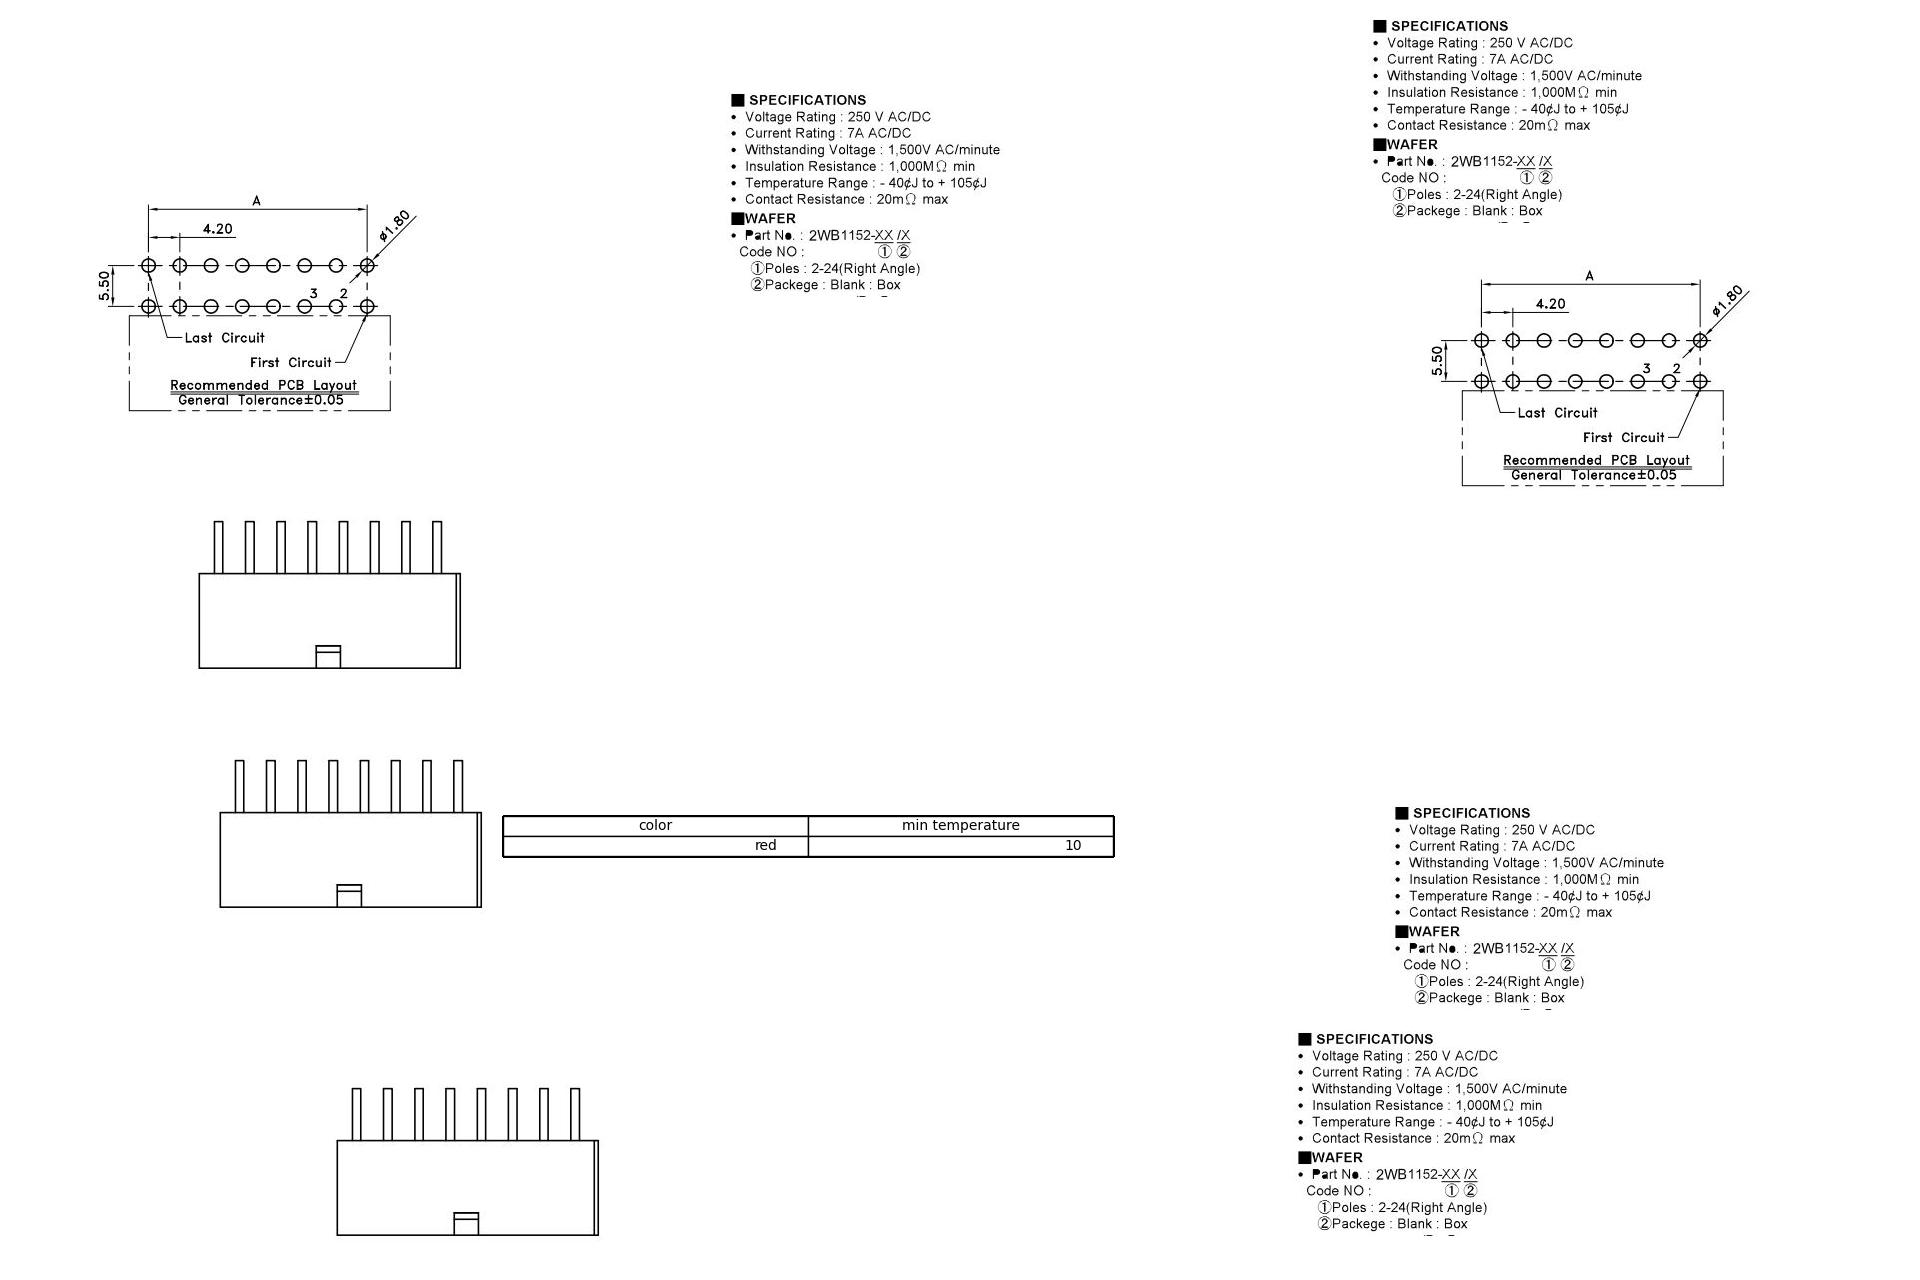 ■ SPECIFICATIONS
• Voltage Rating : 250 V AC/DC
• Current Rating : 7A AC/DC
• Withstanding Voltage : 1,500V AC/minute
• Insulation Resistance : 1,000MΩ min
• Temperature Range : - 40¢J to + 105¢J
• Contact Resistance : 20mΩ max
■WAFER
• Part No. : 2WB1152-XX /X
Code NO : ① ②
①Poles : 2-24(Right Angle)
②Packege : Blank : Box
■ SPECIFICATIONS
• Voltage Rating : 250 V AC/DC
• Current Rating : 7A AC/DC
• Withstanding Voltage : 1,500V AC/minute
• Insulation Resistance : 1,000MΩ min
• Temperature Range : - 40¢J to + 105¢J
• Contact Resistance : 20mΩ max
■WAFER
• Part No. : 2WB1152-XX /X
Code NO : ① ②
①Poles : 2-24(Right Angle)
②Packege : Blank : Box
A
4.20
ø1.80
5.50
3 2
Last Circuit
First Circuit
Recommended PCB Layout
General Tolerance±0.05
A
4.20
ø1.80
5.50
3 2
Last Circuit
First Circuit
Recommended PCB Layout
General Tolerance±0.05
color min temperature
red 10
■ SPECIFICATIONS
• Voltage Rating : 250 V AC/DC
• Current Rating : 7A AC/DC
• Withstanding Voltage : 1,500V AC/minute
• Insulation Resistance : 1,000MΩ min
• Temperature Range : - 40¢J to + 105¢J
• Contact Resistance : 20mΩ max
■WAFER
• Part No. : 2WB1152-XX /X
Code NO : ① ②
①Poles : 2-24(Right Angle)
②Packege : Blank : Box
■ SPECIFICATIONS
• Voltage Rating : 250 V AC/DC
• Current Rating : 7A AC/DC
• Withstanding Voltage : 1,500V AC/minute
• Insulation Resistance : 1,000MΩ min
• Temperature Range : - 40¢J to + 105¢J
• Contact Resistance : 20mΩ max
■WAFER
• Part No. : 2WB1152-XX /X
Code NO : ① ②
①Poles : 2-24(Right Angle)
②Packege : Blank : Box